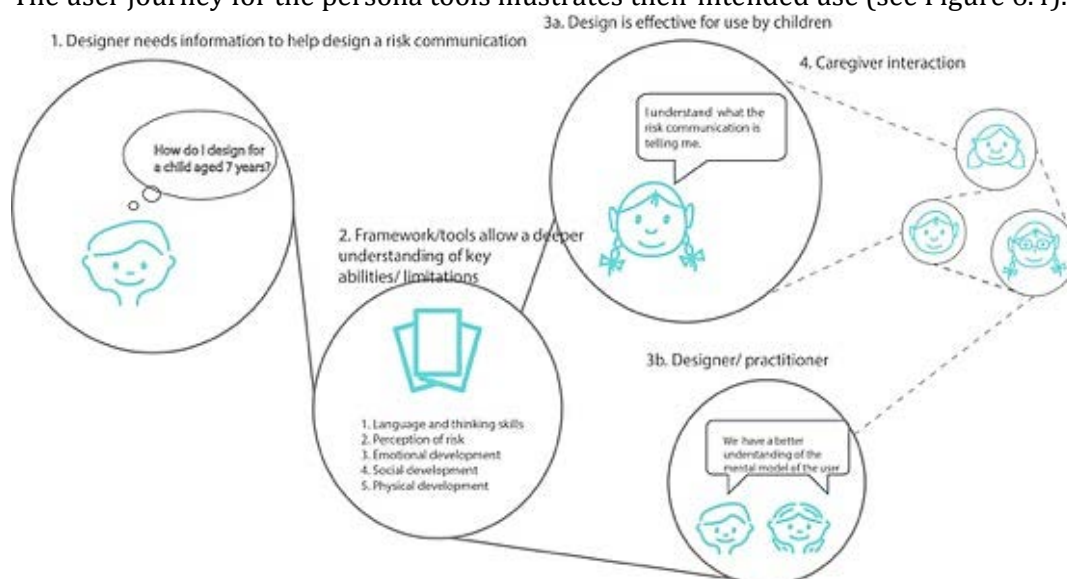 The user journey for the persona tools illustrates their intended use (see Figure 6.4).
1. Designer needs information to help design a risk communication
How do I design for
a child aged 7 years?
2. Framework/tools allow a deeper
understanding of key
abilities/ limitations
1. Language and thinking skills
2. Perception of risk
3. Emotional development
4. Social development
5. Physical development
3a. Design is effective for use by children
I understand what the
risk communication is
telling me.
3b. Designer/ practitioner
We have a better
understanding of the
mental model of the user
4. Caregiver interaction